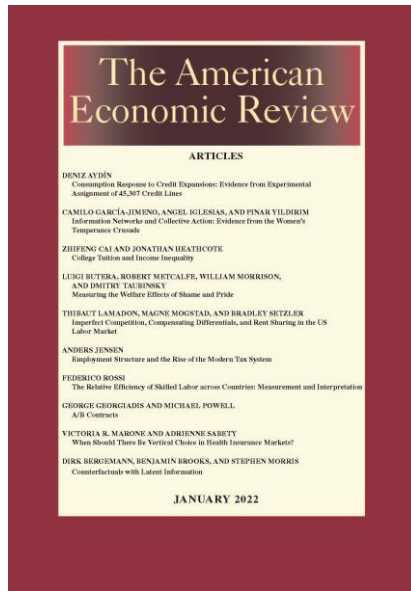 The American
Economic Review
ARTICLES
DENIZ AYDIN
Consumption Response to Credit Expansions: Evidence from Experimental
Assignment of 45,307 Credit Lines
CAMILO GARCÍA-JIMENO, ANGEL IGLESIAS, AND PINAR YILDIRIM
Information Networks and Collective Action: Evidence from the Women's
Temperance Crusade
ZHIFENG CAI AND JONATHAN HEATHCOTE
College Tuition and Income Inequality
LUIGI BUTERA, ROBERT METCALFE, WILLIAM MORRISON,
AND DMITRY TAUBINSKY
Measuring the Welfare Effects of Shame and Pride
THIBAUT LAMADON, MAGNE MOGSTAD, AND BRADLEY SETZLER
Imperfect Competition, Compensating Differentials, and Rent Sharing in the US
Labor Market
ANDERS JENSEN
Employment Structure and the Rise of the Modern Tax System
FEDERICO ROSSI
The Relative Efficiency of Skilled Labor across Countries: Measurement and Interpretation
GEORGE GEORGIADIS AND MICHAEL POWELL
A/B Contracts
VICTORIA R. MARONE AND ADRIENNE SABETY
When Should There Be Vertical Choice in Health Insurance Markets?
DIRK BERGEMANN, BENJAMIN BROOKS, AND STEPHEN MORRIS
Counterfactuals with Latent Information
JANUARY 2022